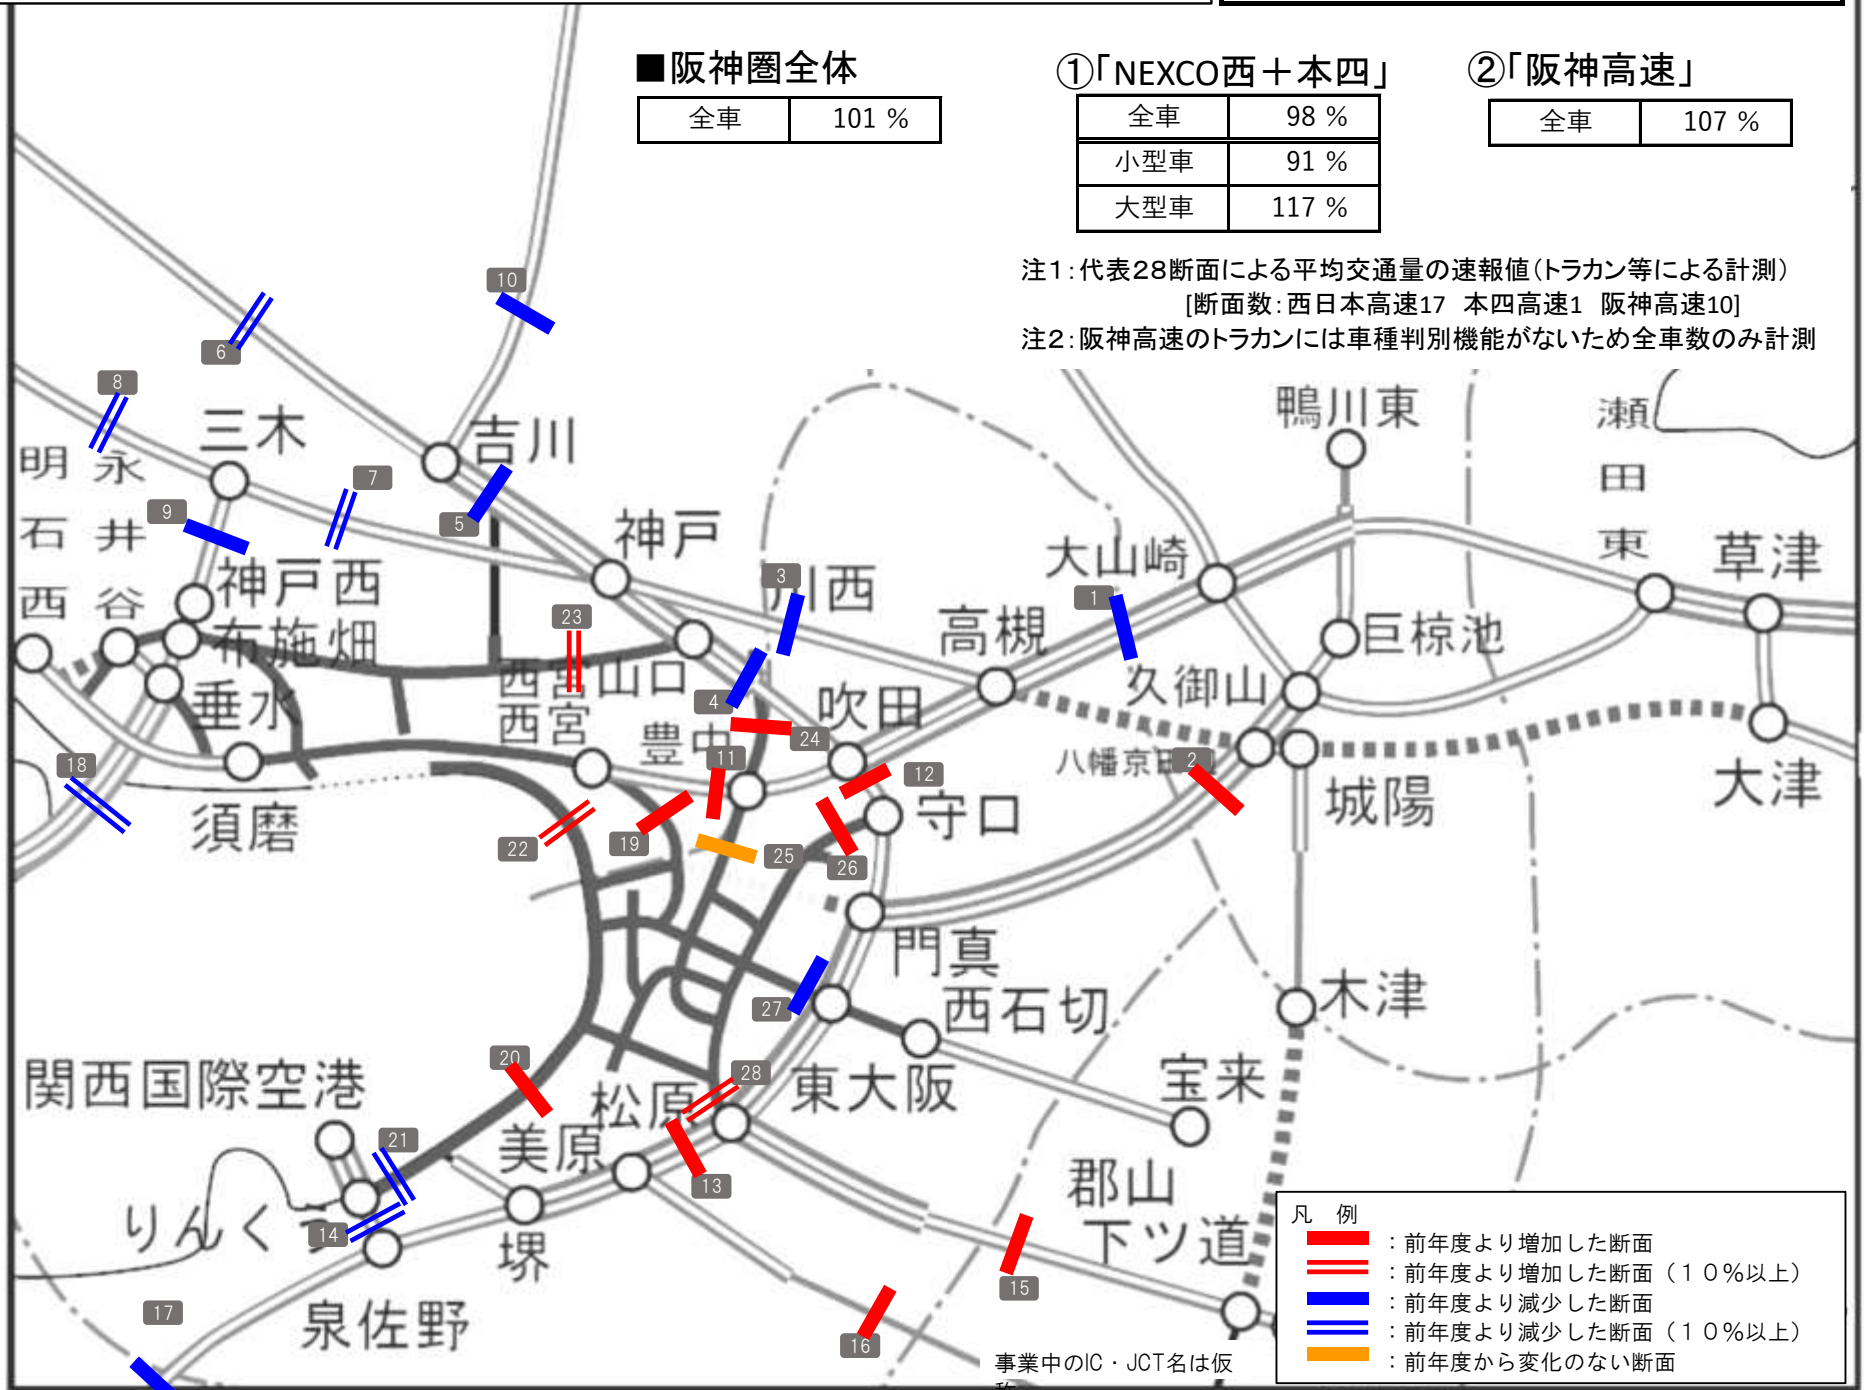 ■阪神圏全体
全車 101 %
①「NEXCO西＋本四」
全車 98 %
小型車 91 %
大型車 117 %
②「阪神高速」
全車 107 %
注１：代表２８断面による平均交通量の速報値（トラカン等による計測）
[断面数：西日本高速17 本四高速1 阪神高速10]
注２：阪神高速のトラカンには車種判別機能がないため全車数のみ計測
10
6
8
三木
吉川
鴨川東
瀬田東
明石西
永井谷
7
9
5
神戸
神戸西
布施畑
3
川西
大山崎
1
草津
23
高槻
巨椋池
垂水
西宮山口
西宮
4
吹田
久御山
豊中
24
18
11
12
八幡京田
2
大津
須磨
守口
城陽
22
19
25
26
門真
27
西石切
木津
関西国際空港
20
松原
28
東大阪
宝来
21
美原
13
郡山
下ツ道
りんくう
14
堺
15
17
泉佐野
16
事業中のIC・JCT名は仮
称
凡 例
：前年度より増加した断面
：前年度より増加した断面（１０％以上）
：前年度より減少した断面
：前年度より減少した断面（１０％以上）
：前年度から変化のない断面